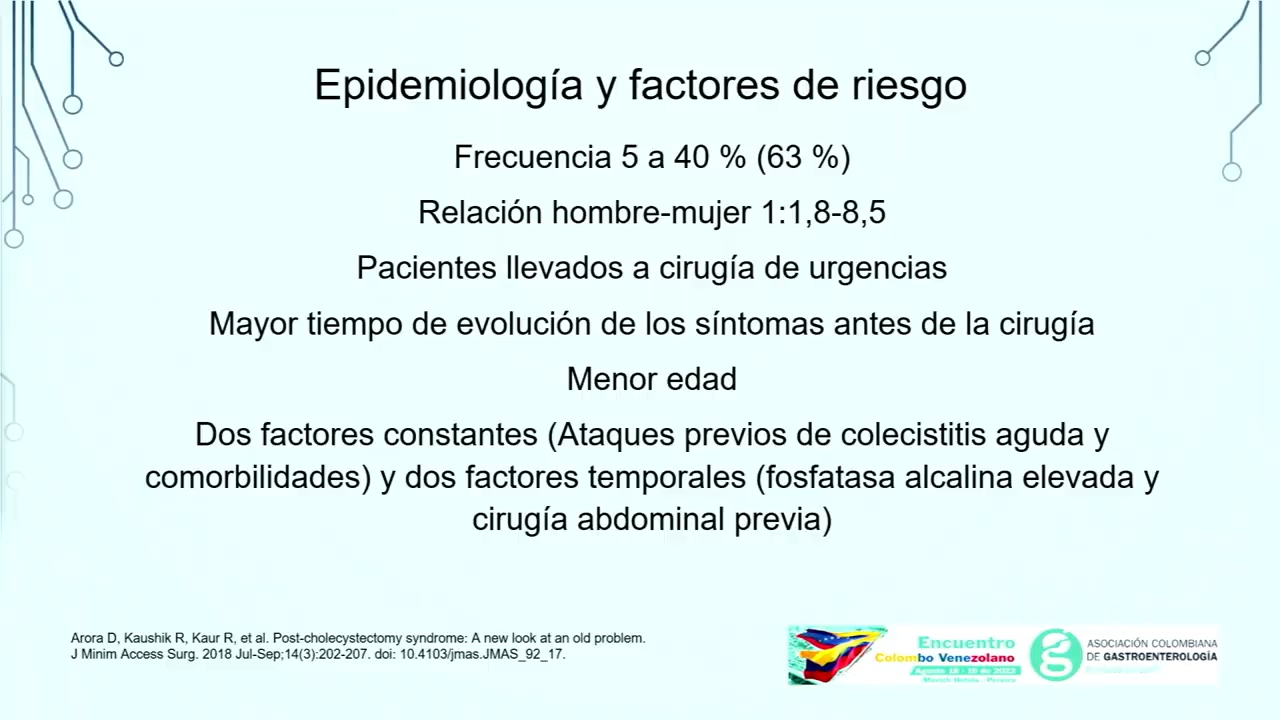 Epidemiología y factores de riesgo
Frecuencia 5 a 40 % (63 %)
Relación hombre-mujer 1:1,8-8,5
Pacientes llevados a cirugía de urgencias
Mayor tiempo de evolución de los síntomas antes de la cirugía
Menor edad
Dos factores constantes (Ataques previos de colecistitis aguda y
comorbilidades) y dos factores temporales (fosfatasa alcalina elevada y
cirugía abdominal previa)
Arora D, Kaushik R, Kaur R, et al. Post-cholecystectomy syndrome: A new look at an old problem.
J Minim Access Surg. 2018 Jul-Sep;14(3):202-207. doi: 10.4103/jmas.JMAS_92_17.
Encuentro
Colombo Venezolano
ASOCIACIÓN COLOMBIANA
DE GASTROENTEROLOGÍA